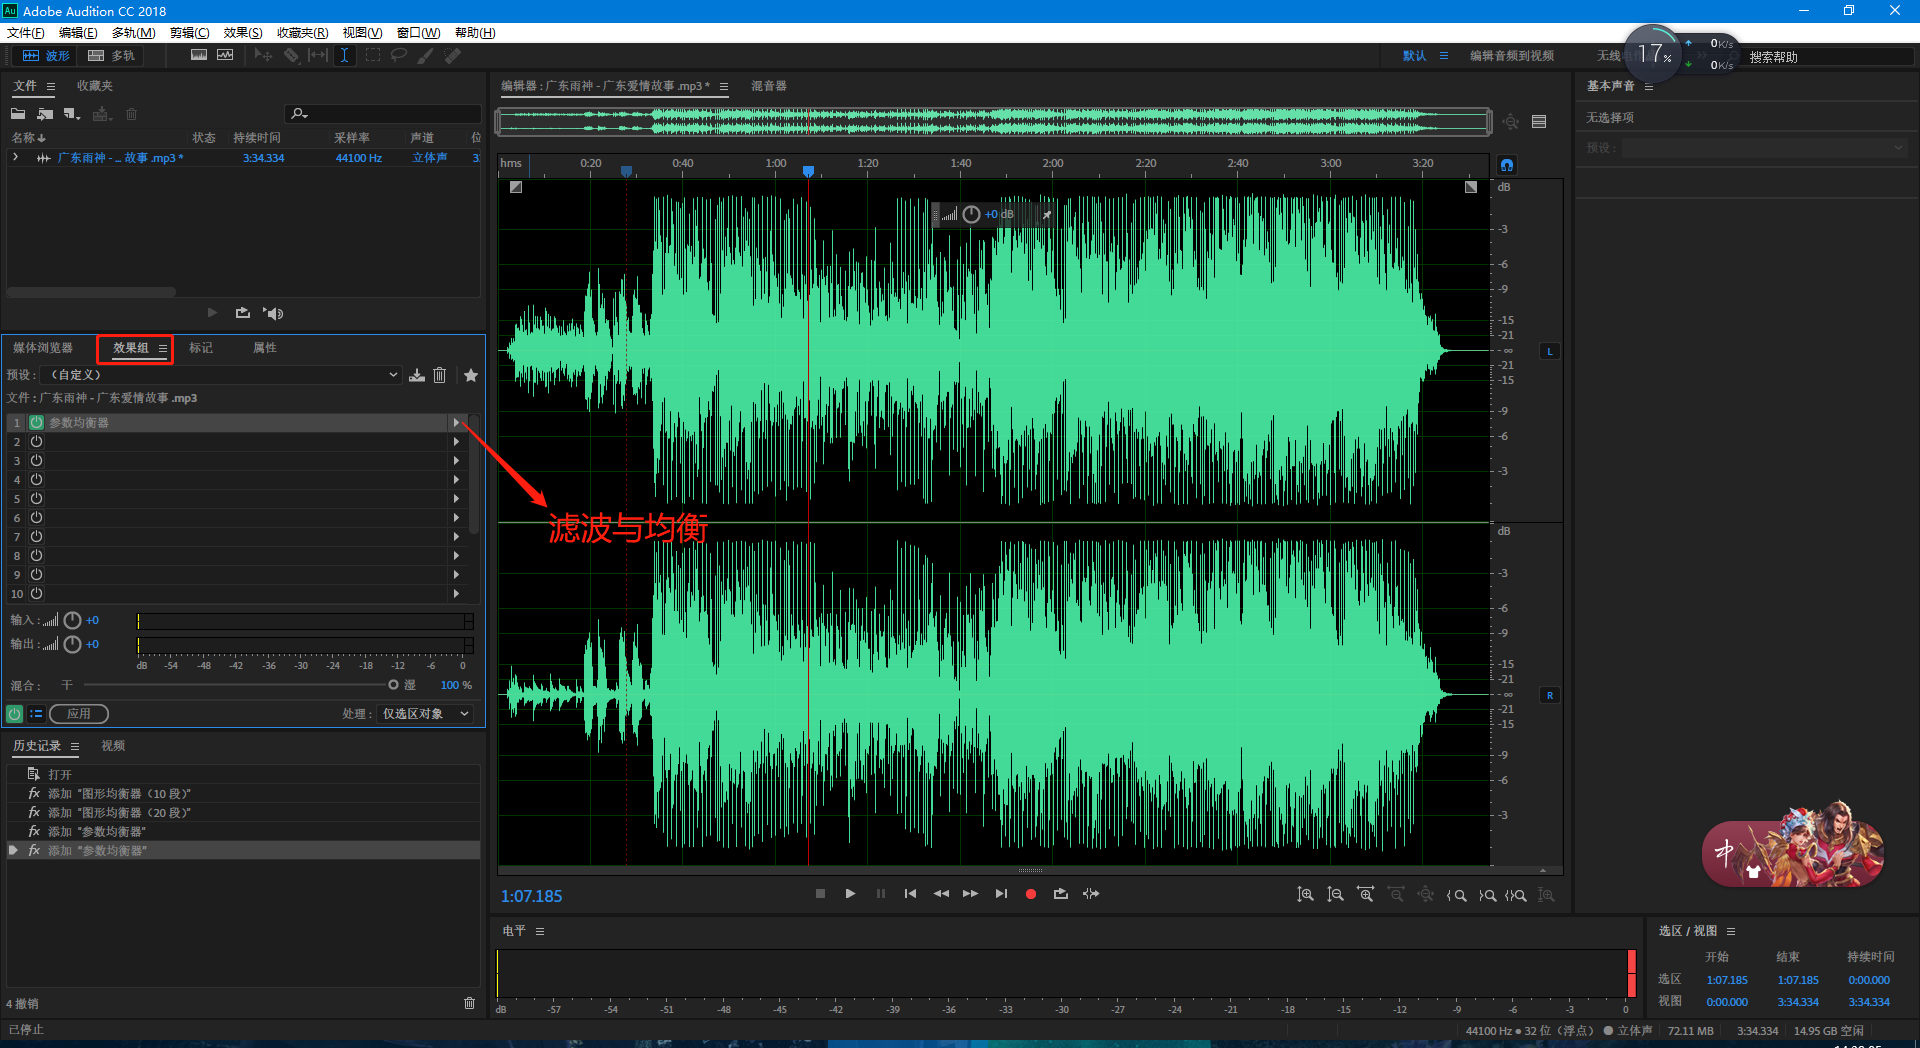 Au Adobe Audition CC 2018
文件(F) 编辑(E) 多轨(M) 剪辑(C) 效果(S) 收藏夹(R) 视图(V) 窗口(W) 帮助(H)
波形 多轨 默认 编辑音频到视频 搜索帮助
17% 0K/s
0K/s
文件 收藏夹
名称 状态 持续时间 采样率 声道
广东雨神 - ... 故事 .mp3 * 3:34.334 44100 Hz 立体声
媒体浏览器 效果组 标记 属性
预设: (自定义)
文件 : 广东雨神 - 广东爱情故事 .mp3
1 参数均衡器
2
3
4
5
6
7
8
9
10
输入 : +0
输出 : +0
dB -54 -48 -42 -36 -30 -24 -18 -12 -6 0
混合 : 干 湿 100 %
应用 处理 : 仅选区对象
历史记录 视频
打开
fx 添加 "图形均衡器（10 段）"
fx 添加 "图形均衡器（20 段）"
fx 添加 "参数均衡器"
fx 添加 "参数均衡器"
4 撤销
已停止
编辑器 : 广东雨神 - 广东爱情故事 .mp3 * 混音器
hms 0:20 0:40 1:00 1:20 1:40 2:00 2:20 2:40 3:00 3:20
+0 dB
滤波与均衡
dB
-3
-6
-9
-15
-21
-∞
-21
-15
-9
-6
-3
L
dB
-3
-6
-9
-15
-21
-∞
-21
-15
-9
-6
-3
R
1:07.185
电平
dB -57 -54 -51 -48 -45 -42 -39 -36 -33 -30 -27 -24 -21 -18 -15 -12 -9 -6 -3 0
基本声音
无选择项
预设 :
中
选区 / 视图
开始 结束 持续时间
选区 1:07.185 1:07.185 0:00.000
视图 0:00.000 3:34.334 3:34.334
44100 Hz ● 32 位（浮点） ● 立体声 72.11 MB 3:34.334 14.95 GB 空闲